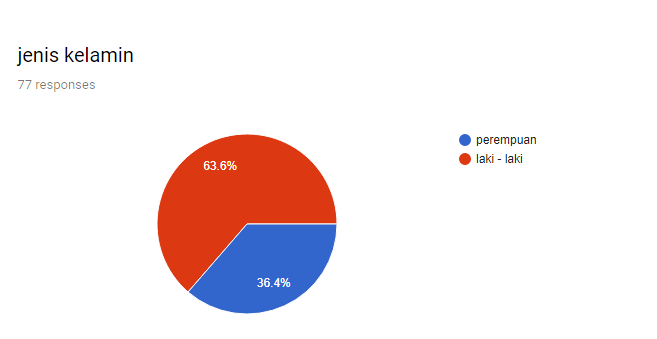 jenis kelamin
77 responses
perempuan
laki - laki
63.6%
36.4%